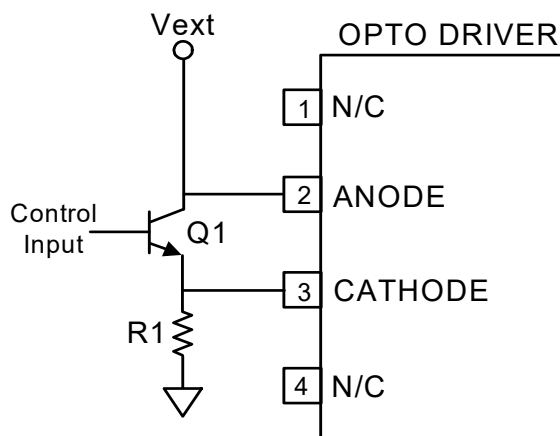 Vext
OPTO DRIVER
1 N/C
2 ANODE
Control
Input
Q1
3 CATHODE
R1
4 N/C